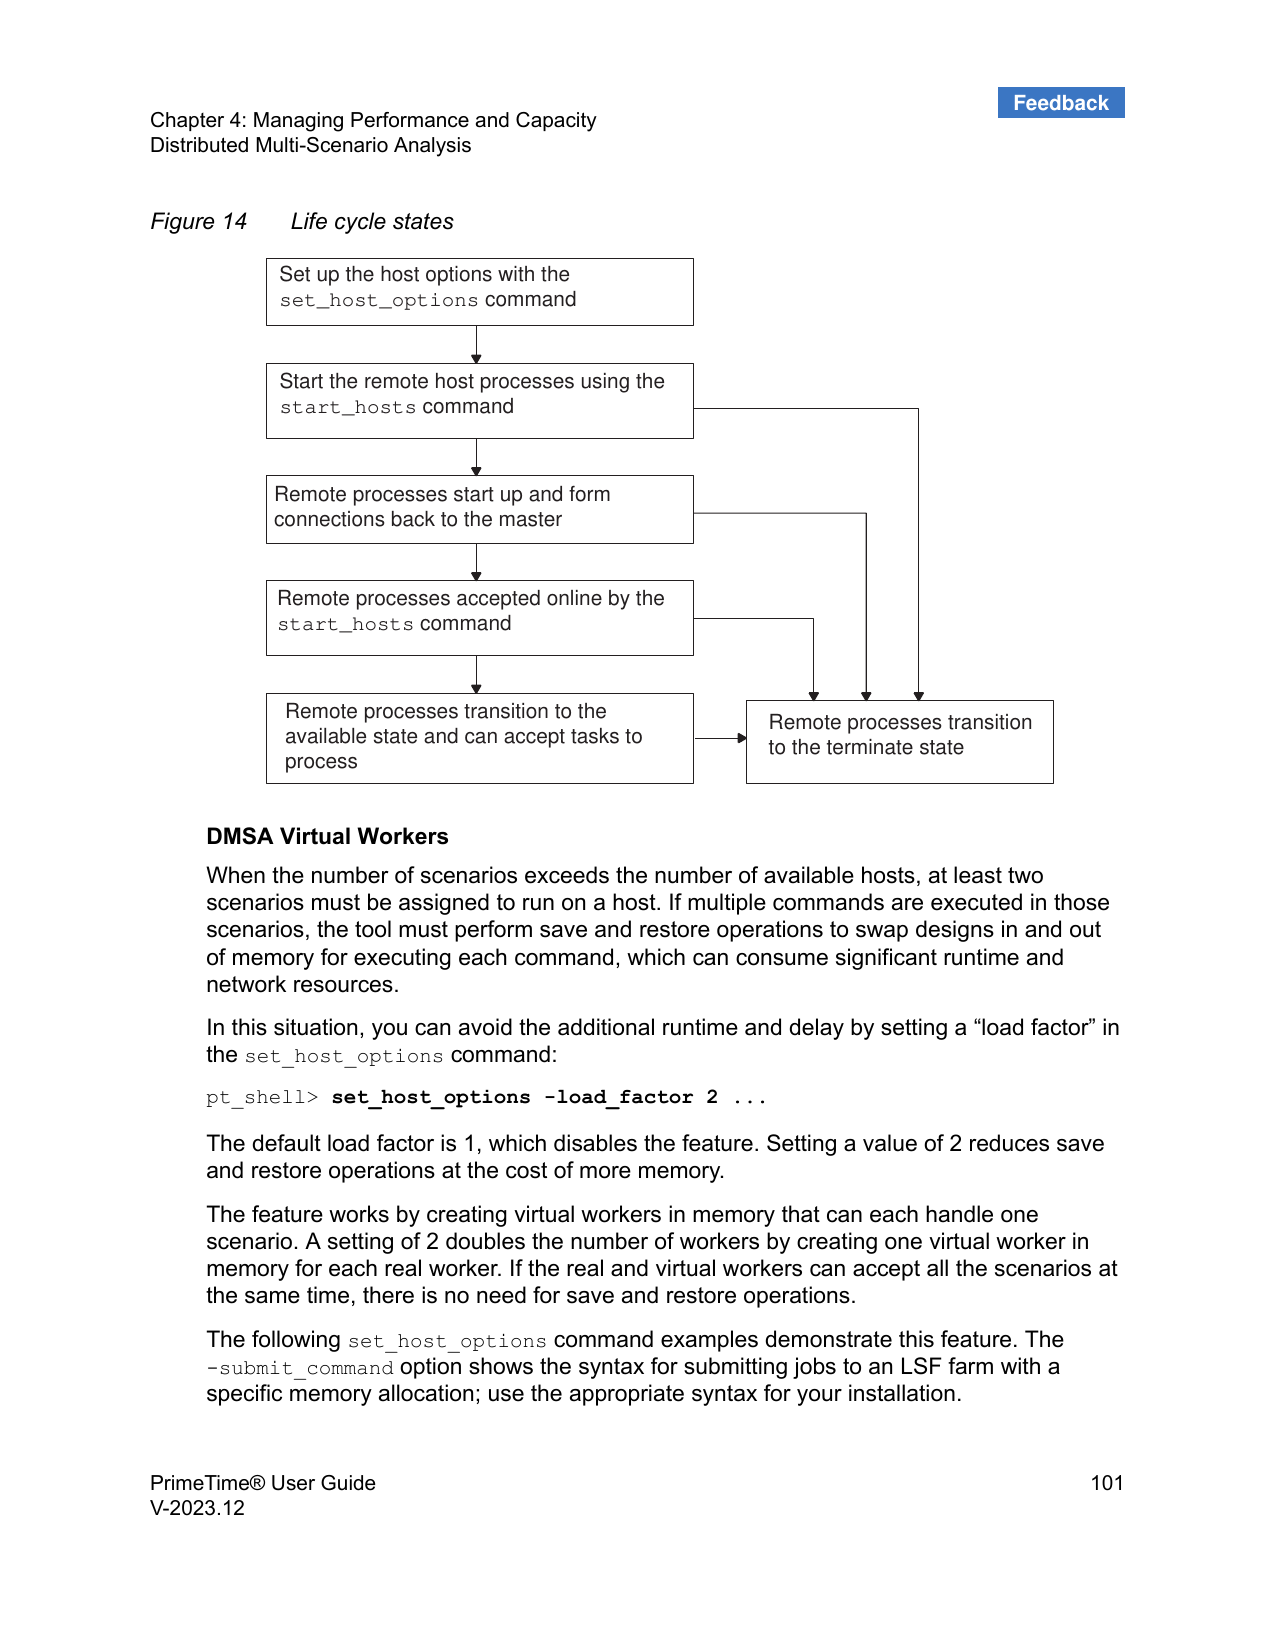 Feedback
Chapter 4: Managing Performance and Capacity
Distributed Multi-Scenario Analysis
Figure 14 Life cycle states
Set up the host options with the
set_host_options command
Start the remote host processes using the
start_hosts command
Remote processes start up and form
connections back to the master
Remote processes accepted online by the
start_hosts command
Remote processes transition to the
available state and can accept tasks to
process
Remote processes transition
to the terminate state
DMSA Virtual Workers
When the number of scenarios exceeds the number of available hosts, at least two
scenarios must be assigned to run on a host. If multiple commands are executed in those
scenarios, the tool must perform save and restore operations to swap designs in and out
of memory for executing each command, which can consume significant runtime and
network resources.
In this situation, you can avoid the additional runtime and delay by setting a “load factor” in
the set_host_options command:
pt_shell> set_host_options -load_factor 2 ...
The default load factor is 1, which disables the feature. Setting a value of 2 reduces save
and restore operations at the cost of more memory.
The feature works by creating virtual workers in memory that can each handle one
scenario. A setting of 2 doubles the number of workers by creating one virtual worker in
memory for each real worker. If the real and virtual workers can accept all the scenarios at
the same time, there is no need for save and restore operations.
The following set_host_options command examples demonstrate this feature. The
-submit_command option shows the syntax for submitting jobs to an LSF farm with a
specific memory allocation; use the appropriate syntax for your installation.
PrimeTime® User Guide 101
V-2023.12